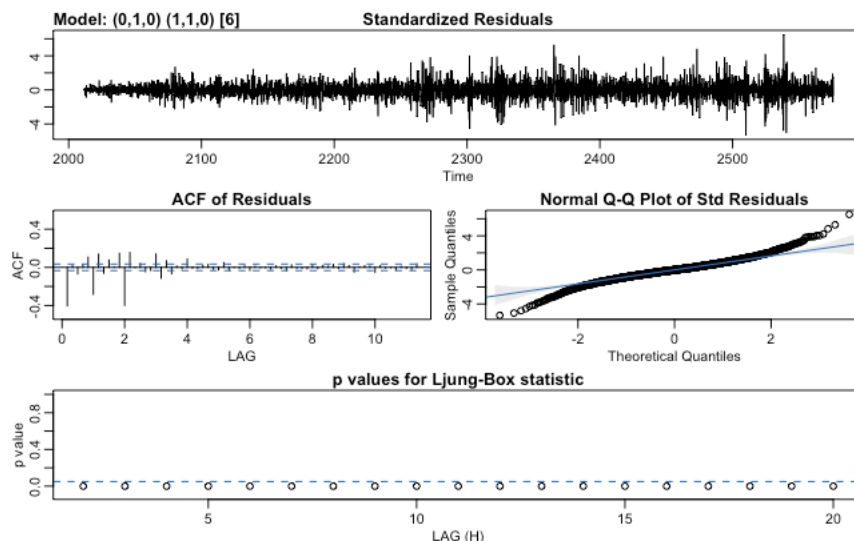 Model: (0,1,0) (1,1,0) [6] Standardized Residuals
4
0
-4
2000 2100 2200 2300 2400 2500
Time
ACF of Residuals
ACF
0.4
0.0
-0.4
0 2 4 6 8 10
LAG
Normal Q-Q Plot of Std Residuals
Sample Quantiles
4
0
-4
-2 0 2
Theoretical Quantiles
p values for Ljung-Box statistic
p value
0.8
0.4
0.0
5 10 15 20
LAG (H)